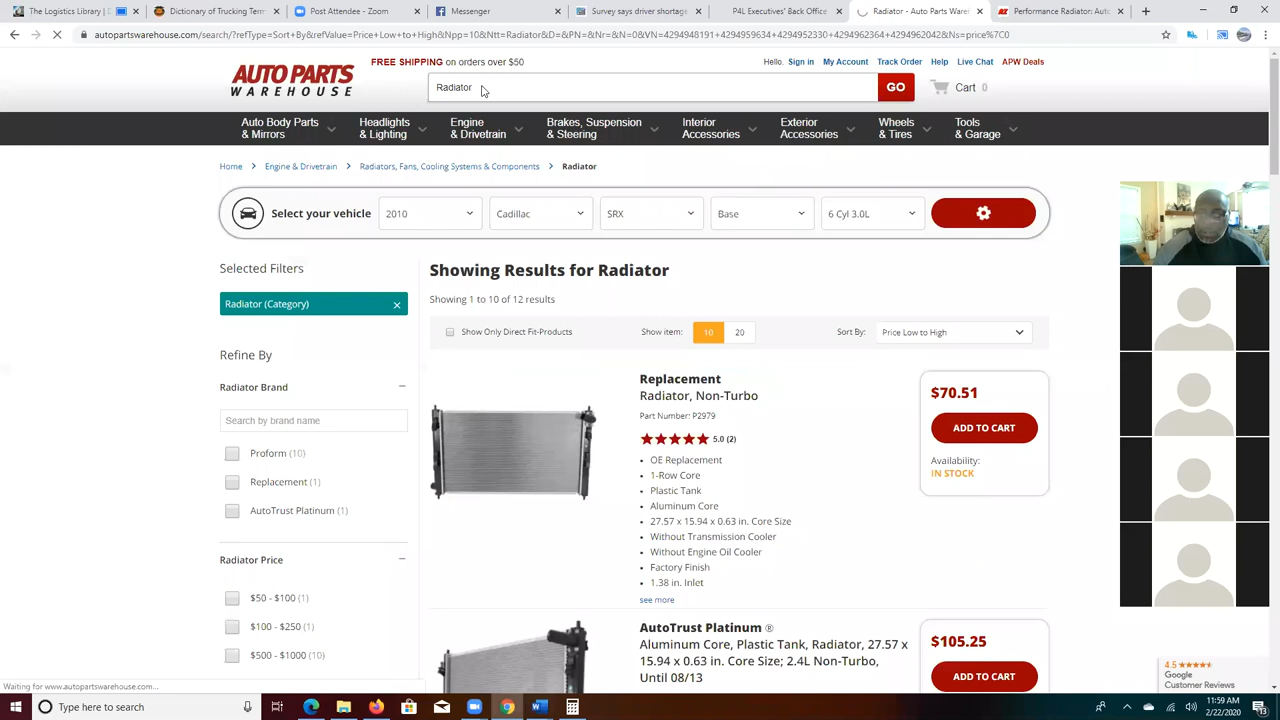 The Logistics
Dictionary of Trucking Term
Post Attendee - Zoom
Messenger
Survey says driver shortage
P4L Executives' Back Office
Radiator - Auto Parts Wareh
Performance Radiator; Auto
autopartswarehouse.com/search/?refType=Sort+By&refValue=Price+Low+to+High&Npp=10&Ntt=Radiator&D=&PN=&Nr=&N=0&VN=4294948191+4294959634+4294952330+4294962364+4294962042&Ns=price%7C0
AUTO PARTS
WAREHOUSE
FREE SHIPPING on orders over $50
Hello. Sign in My Account Track Order Help Live Chat APW Deals
Radiator
GO
Cart 0
Auto Body Parts
& Mirrors
Headlights
& Lighting
Engine
& Drivetrain
Brakes, Suspension
& Steering
Interior
Accessories
Exterior
Accessories
Wheels
& Tires
Tools
& Garage
Home > Engine & Drivetrain > Radiators, Fans, Cooling Systems & Components > Radiator
Select your vehicle 2010 Cadillac SRX Base 6 Cyl 3.0L
Selected Filters
Radiator (Category) ×
Refine By
Radiator Brand
Search by brand name
Proform (10)
Replacement (1)
AutoTrust Platinum (1)
Radiator Price
$50 - $100 (1)
$100 - $250 (1)
$500 - $1000 (10)
Showing Results for Radiator
Showing 1 to 10 of 12 results
Show Only Direct Fit-Products Show item: 10 20 Sort By: Price Low to High
Replacement
Radiator, Non-Turbo
Part Number: P2979
5.0 (2)
• OE Replacement
• 1-Row Core
• Plastic Tank
• Aluminum Core
• 27.57 x 15.94 x 0.63 in. Core Size
• Without Transmission Cooler
• Without Engine Oil Cooler
• Factory Finish
• 1.38 in. Inlet
see more
$70.51
ADD TO CART
Availability:
IN STOCK
AutoTrust Platinum ®
Aluminum Core, Plastic Tank, Radiator, 27.57 x
15.94 x 0.63 in. Core Size; 2.4L Non-Turbo,
Until 08/13
$105.25
ADD TO CART
4.5
Google
Customer Reviews
Waiting for www.autopartswarehouse.com...
Type here to search
11:59 AM
2/22/2020